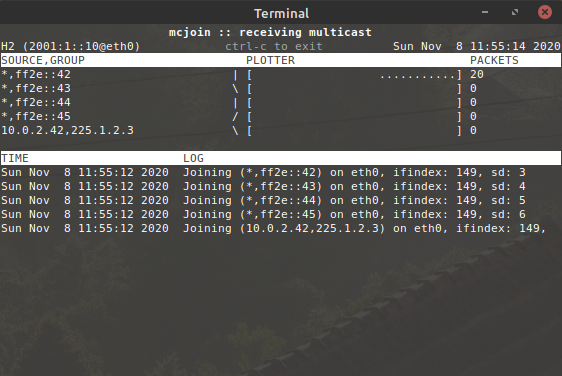 Terminal
mcjoin :: receiving multicast
H2 (2001:1::10@eth0) ctrl-c to exit Sun Nov  8 11:55:14 2020
SOURCE,GROUP PLOTTER PACKETS
*,ff2e::42 | [ ...........] 20
*,ff2e::43 \ [ ] 0
*,ff2e::44 | [ ] 0
*,ff2e::45 / [ ] 0
10.0.2.42,225.1.2.3 \ [ ] 0
TIME LOG
Sun Nov  8 11:55:12 2020 Joining (*,ff2e::42) on eth0, ifindex: 149, sd: 3
Sun Nov  8 11:55:12 2020 Joining (*,ff2e::43) on eth0, ifindex: 149, sd: 4
Sun Nov  8 11:55:12 2020 Joining (*,ff2e::44) on eth0, ifindex: 149, sd: 5
Sun Nov  8 11:55:12 2020 Joining (*,ff2e::45) on eth0, ifindex: 149, sd: 6
Sun Nov  8 11:55:12 2020 Joining (10.0.2.42,225.1.2.3) on eth0, ifindex: 149,